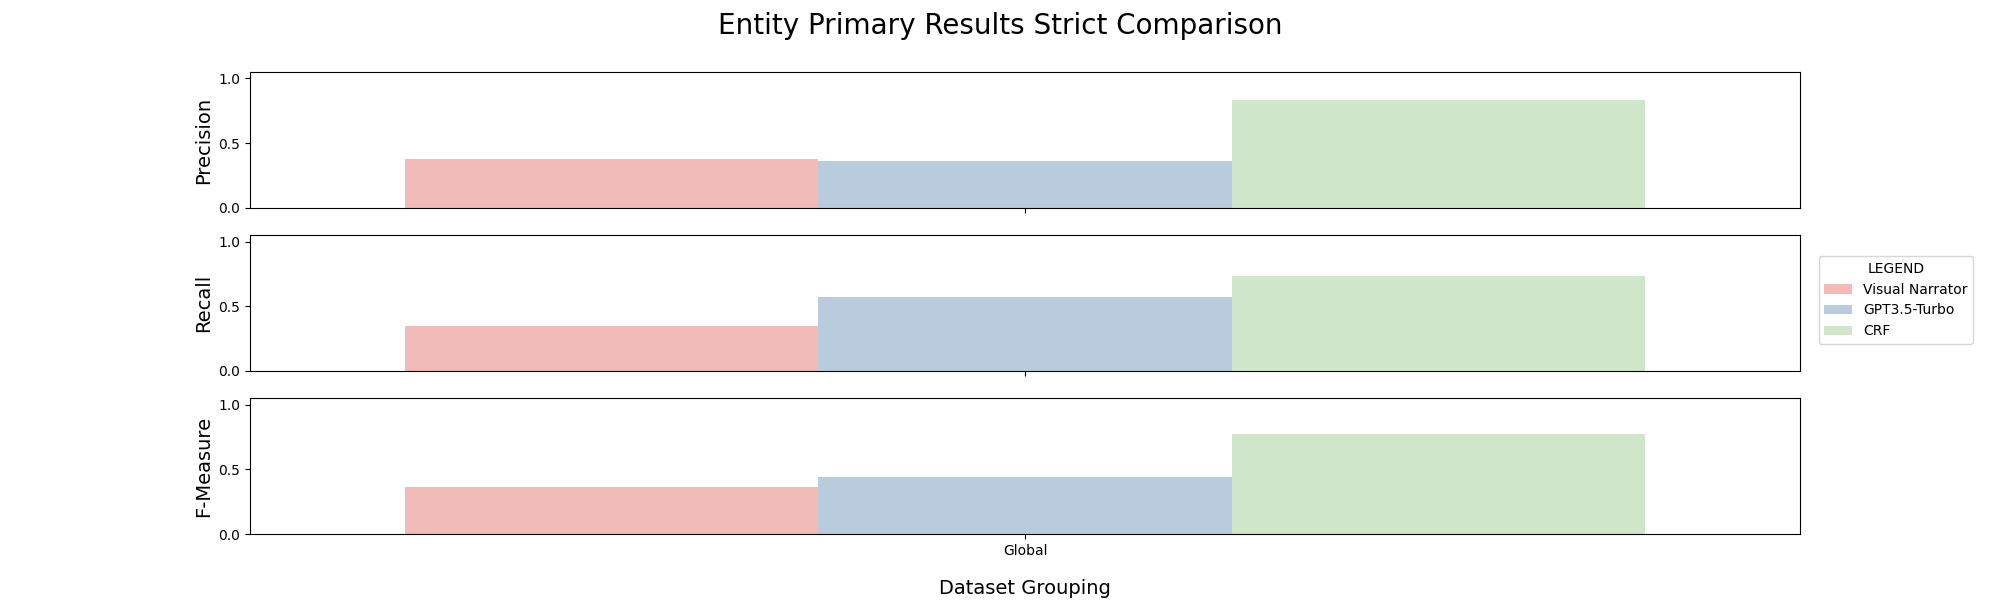 Entity Primary Results Strict Comparison
1.0
0.5
0.0
Precision
1.0
0.5
0.0
Recall
1.0
0.5
0.0
F-Measure
Global
Dataset Grouping
LEGEND
Visual Narrator
GPT3.5-Turbo
CRF